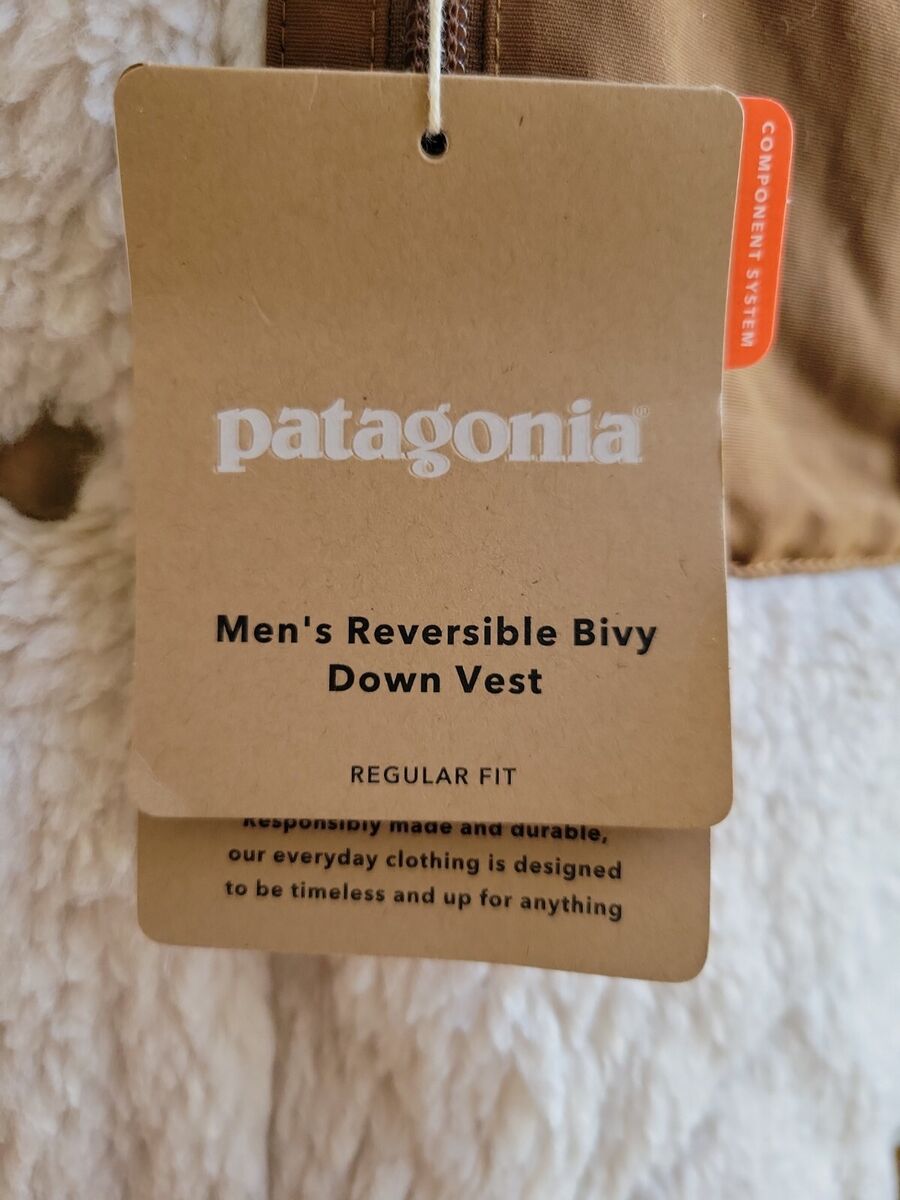 COMPONENT SYSTEM
patagonia®
Men's Reversible Bivy
Down Vest
REGULAR FIT
Responsibly made and durable,
our everyday clothing is designed
to be timeless and up for anything